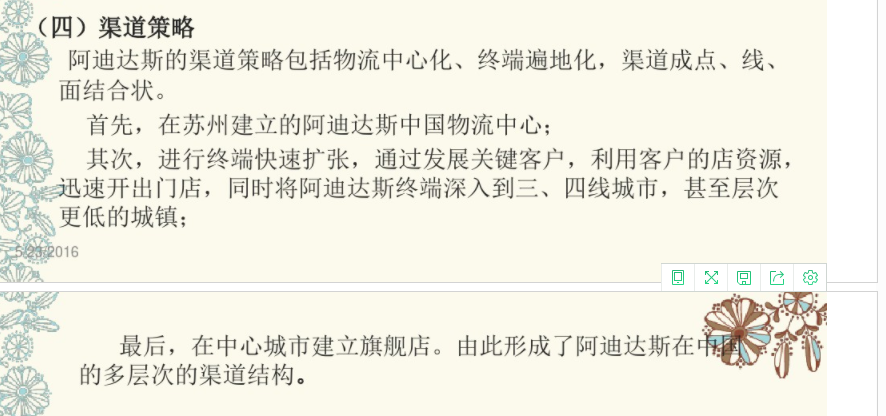 （四）渠道策略
阿迪达斯的渠道策略包括物流中心化、终端遍地化，渠道成点、线、
面结合状。
首先，在苏州建立的阿迪达斯中国物流中心；
其次，进行终端快速扩张，通过发展关键客户，利用客户的店资源，
迅速开出门店，同时将阿迪达斯终端深入到三、四线城市，甚至层次
更低的城镇；
5/23/2016
最后，在中心城市建立旗舰店。由此形成了阿迪达斯在中国
的多层次的渠道结构。